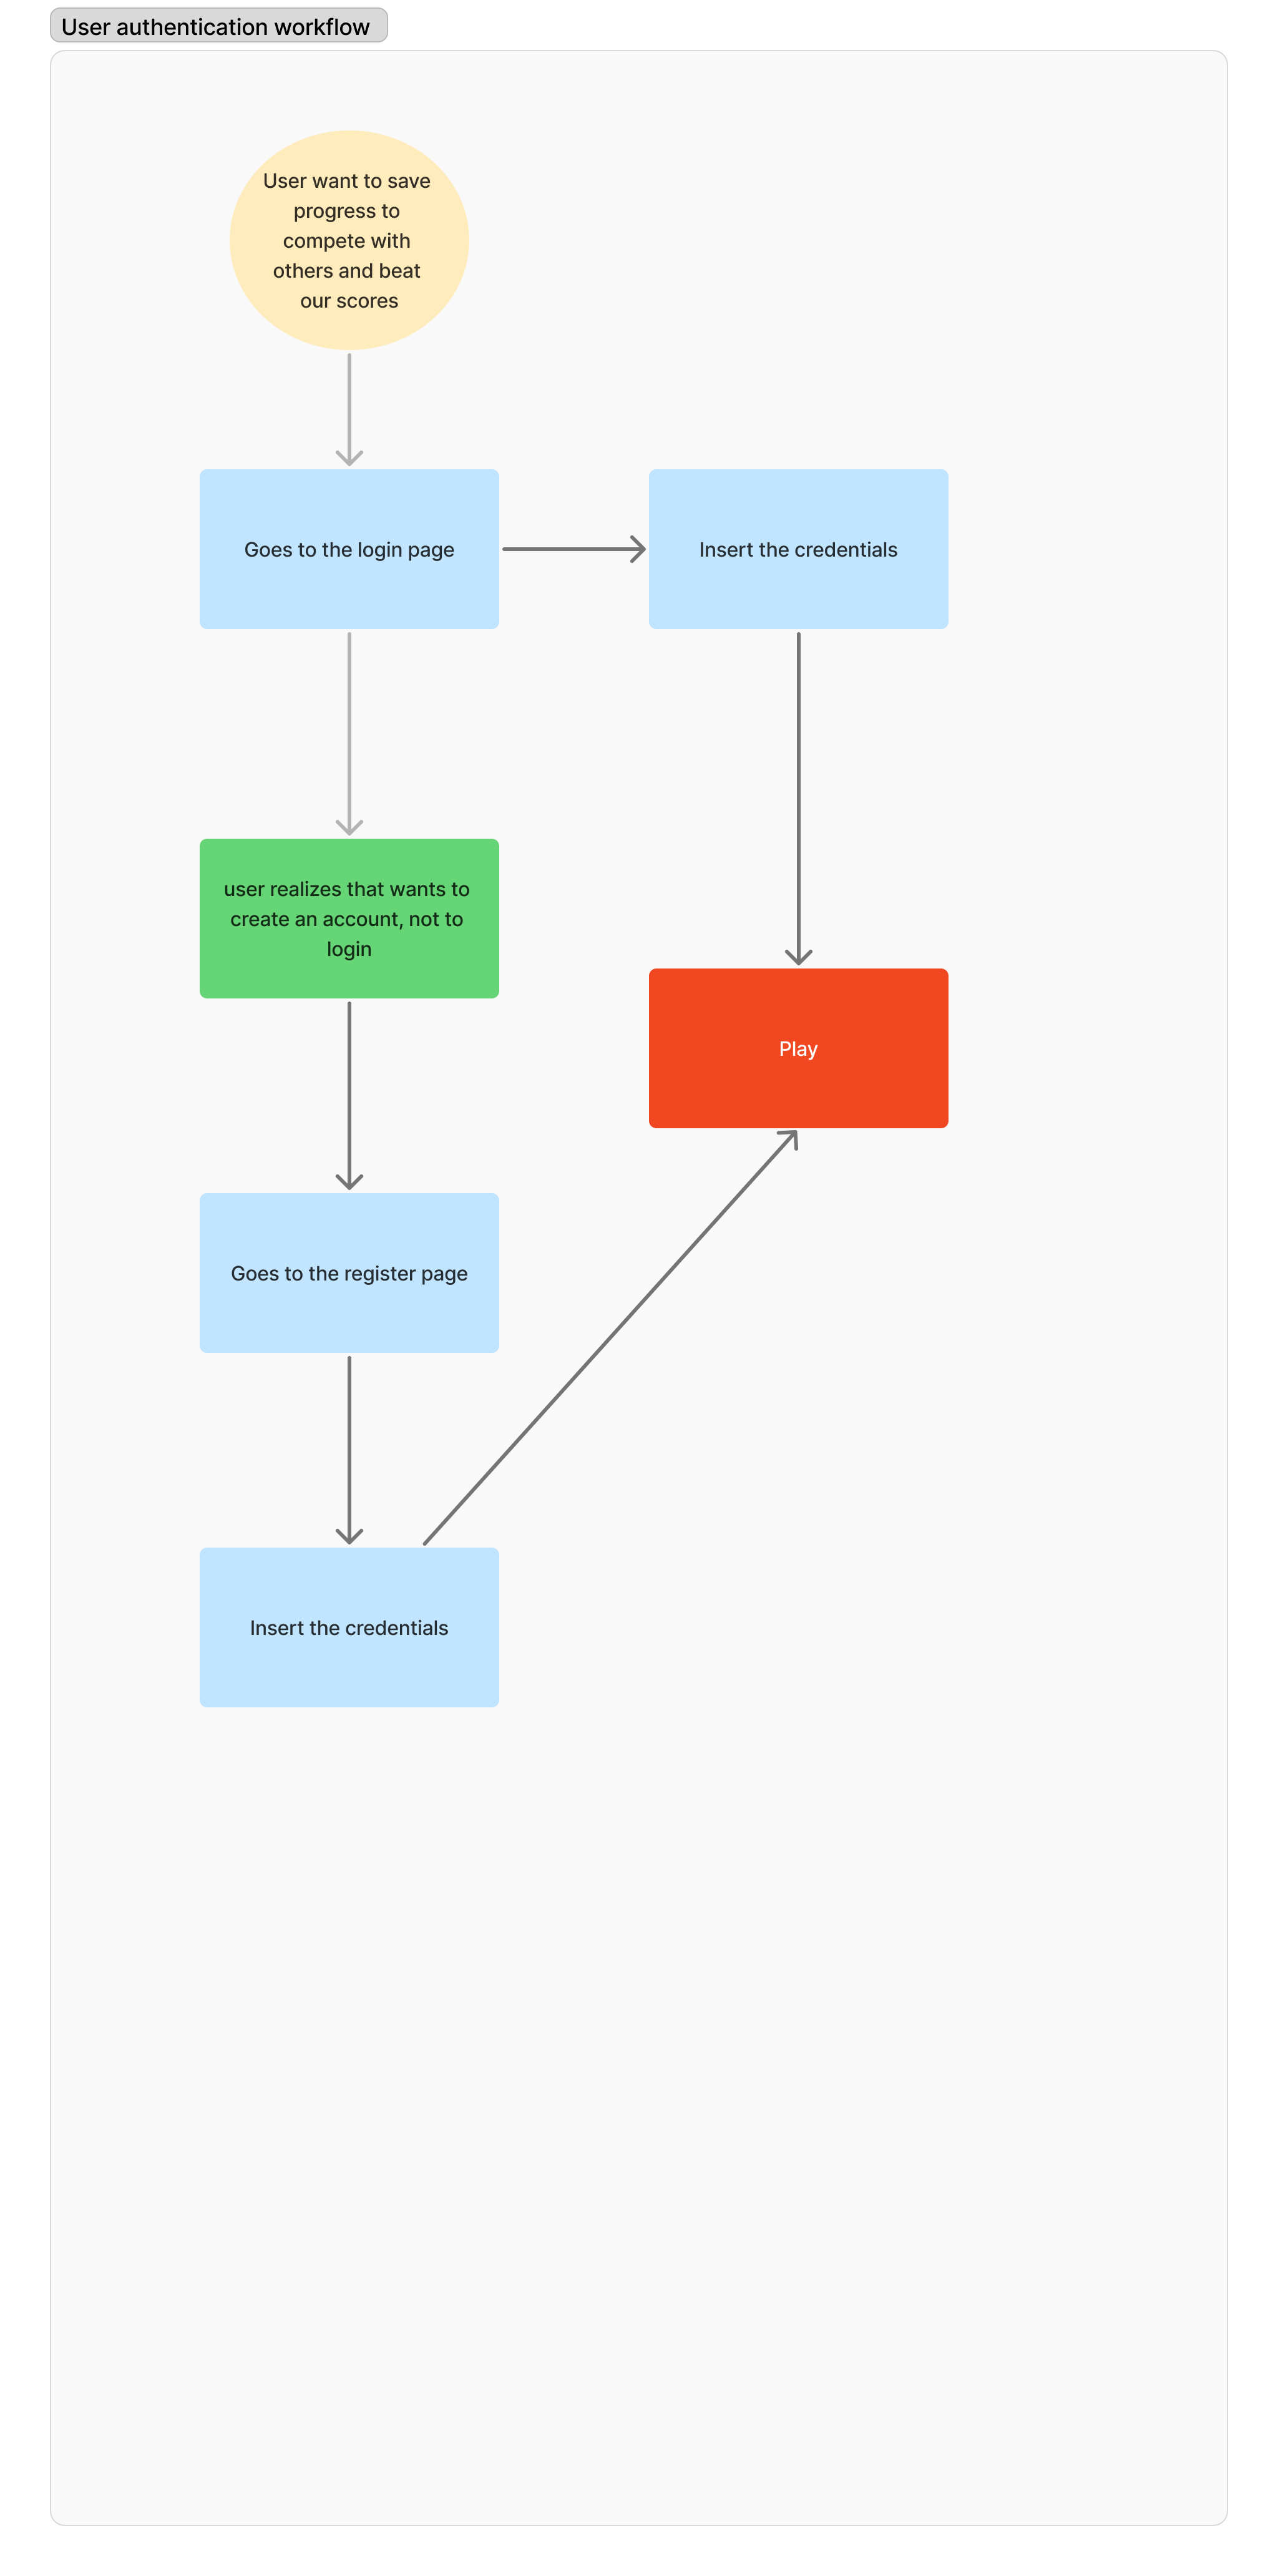 User authentication workflow
User want to save
progress to
compete with
others and beat
our scores
Goes to the login page
Insert the credentials
user realizes that wants to
create an account, not to
login
Play
Goes to the register page
Insert the credentials